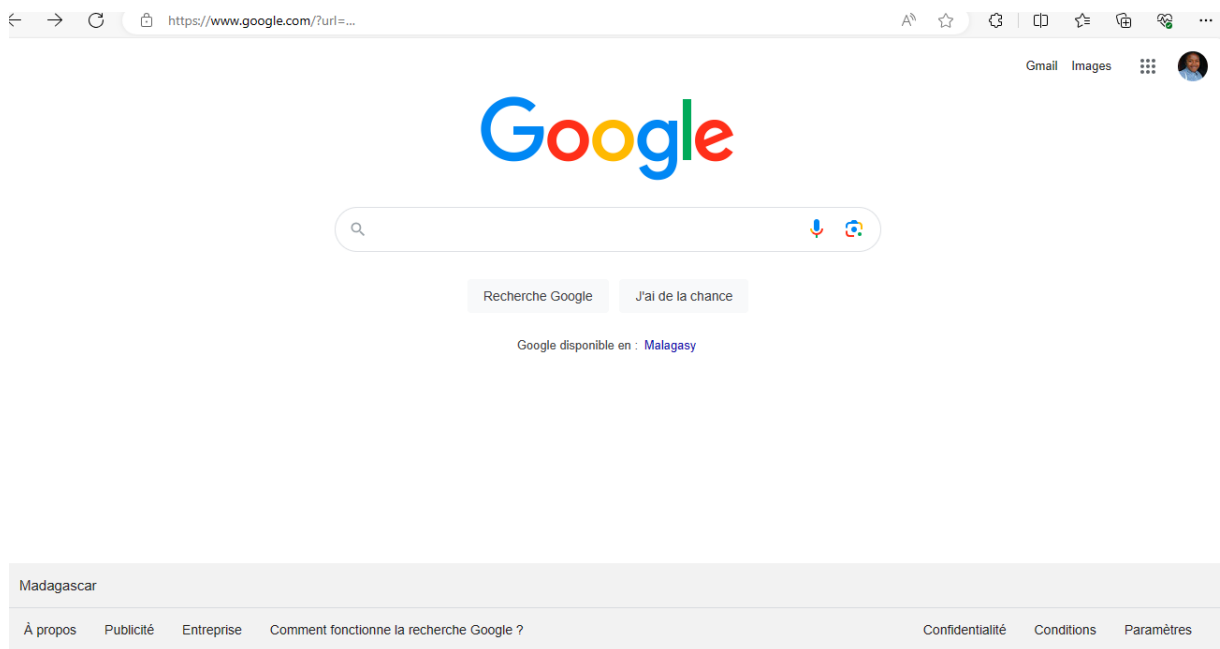 https://www.google.com/?url=...
Gmail Images
Google
Recherche Google J'ai de la chance
Google disponible en : Malagasy
Madagascar
À propos Publicité Entreprise Comment fonctionne la recherche Google ? Confidentialité Conditions Paramètres